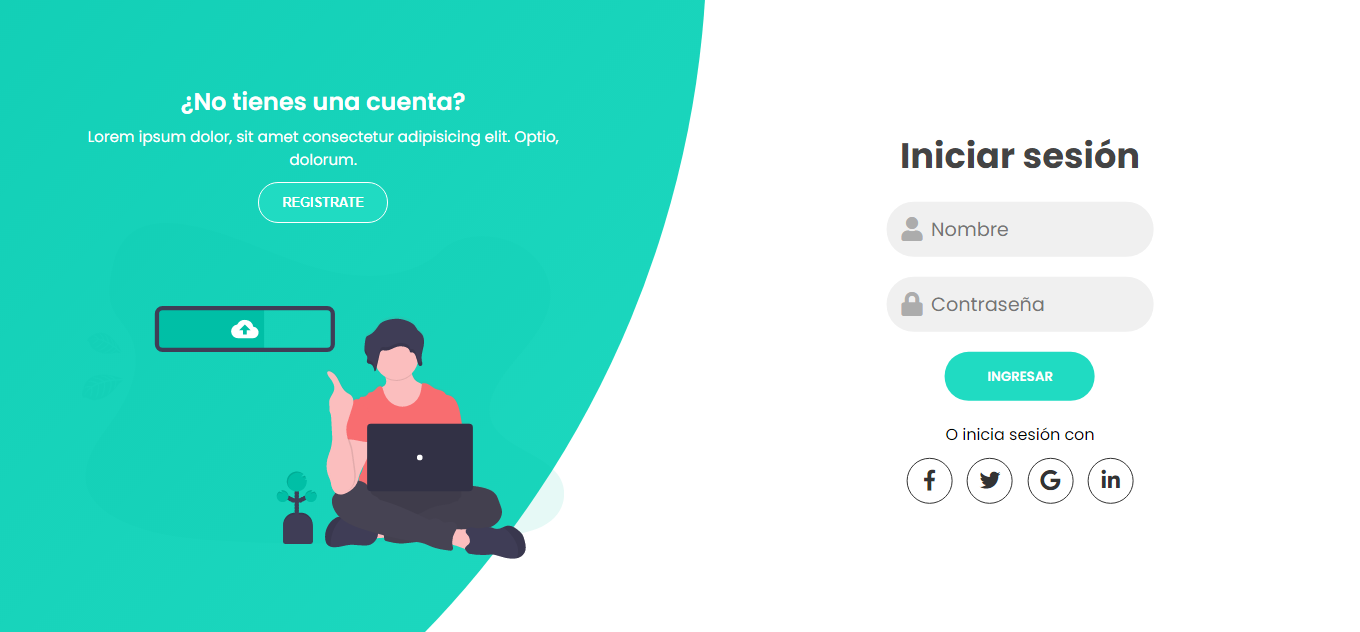 ¿No tienes una cuenta?
Lorem ipsum dolor, sit amet consectetur adipisicing elit. Optio,
dolorum.
REGISTRATE
Iniciar sesión
Nombre
Contraseña
INGRESAR
O inicia sesión con